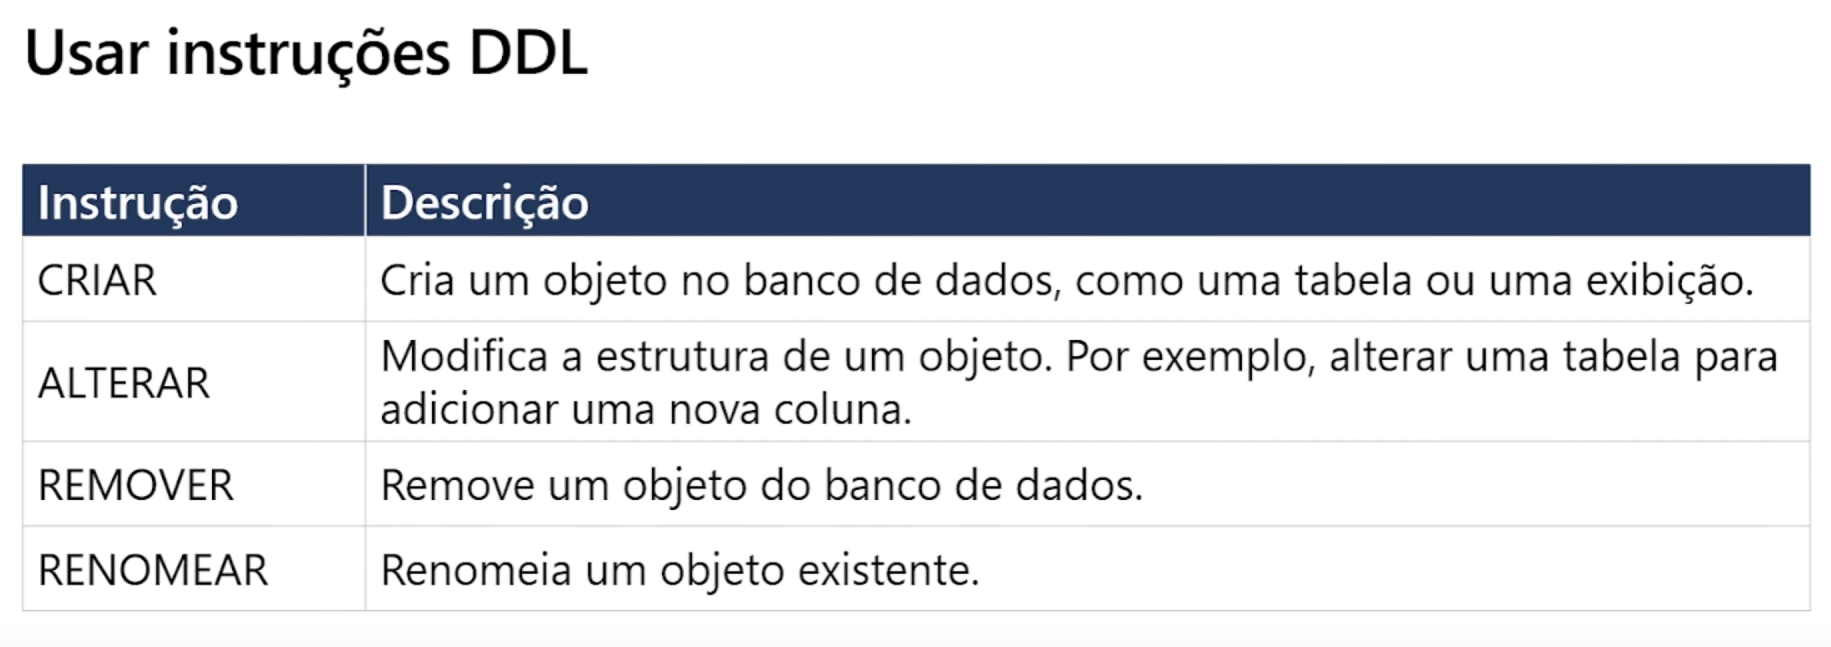 Usar instruções DDL
Instrução Descrição
CRIAR Cria um objeto no banco de dados, como uma tabela ou uma exibição.
ALTERAR Modifica a estrutura de um objeto. Por exemplo, alterar uma tabela para
adicionar uma nova coluna.
REMOVER Remove um objeto do banco de dados.
RENOMEAR Renomeia um objeto existente.